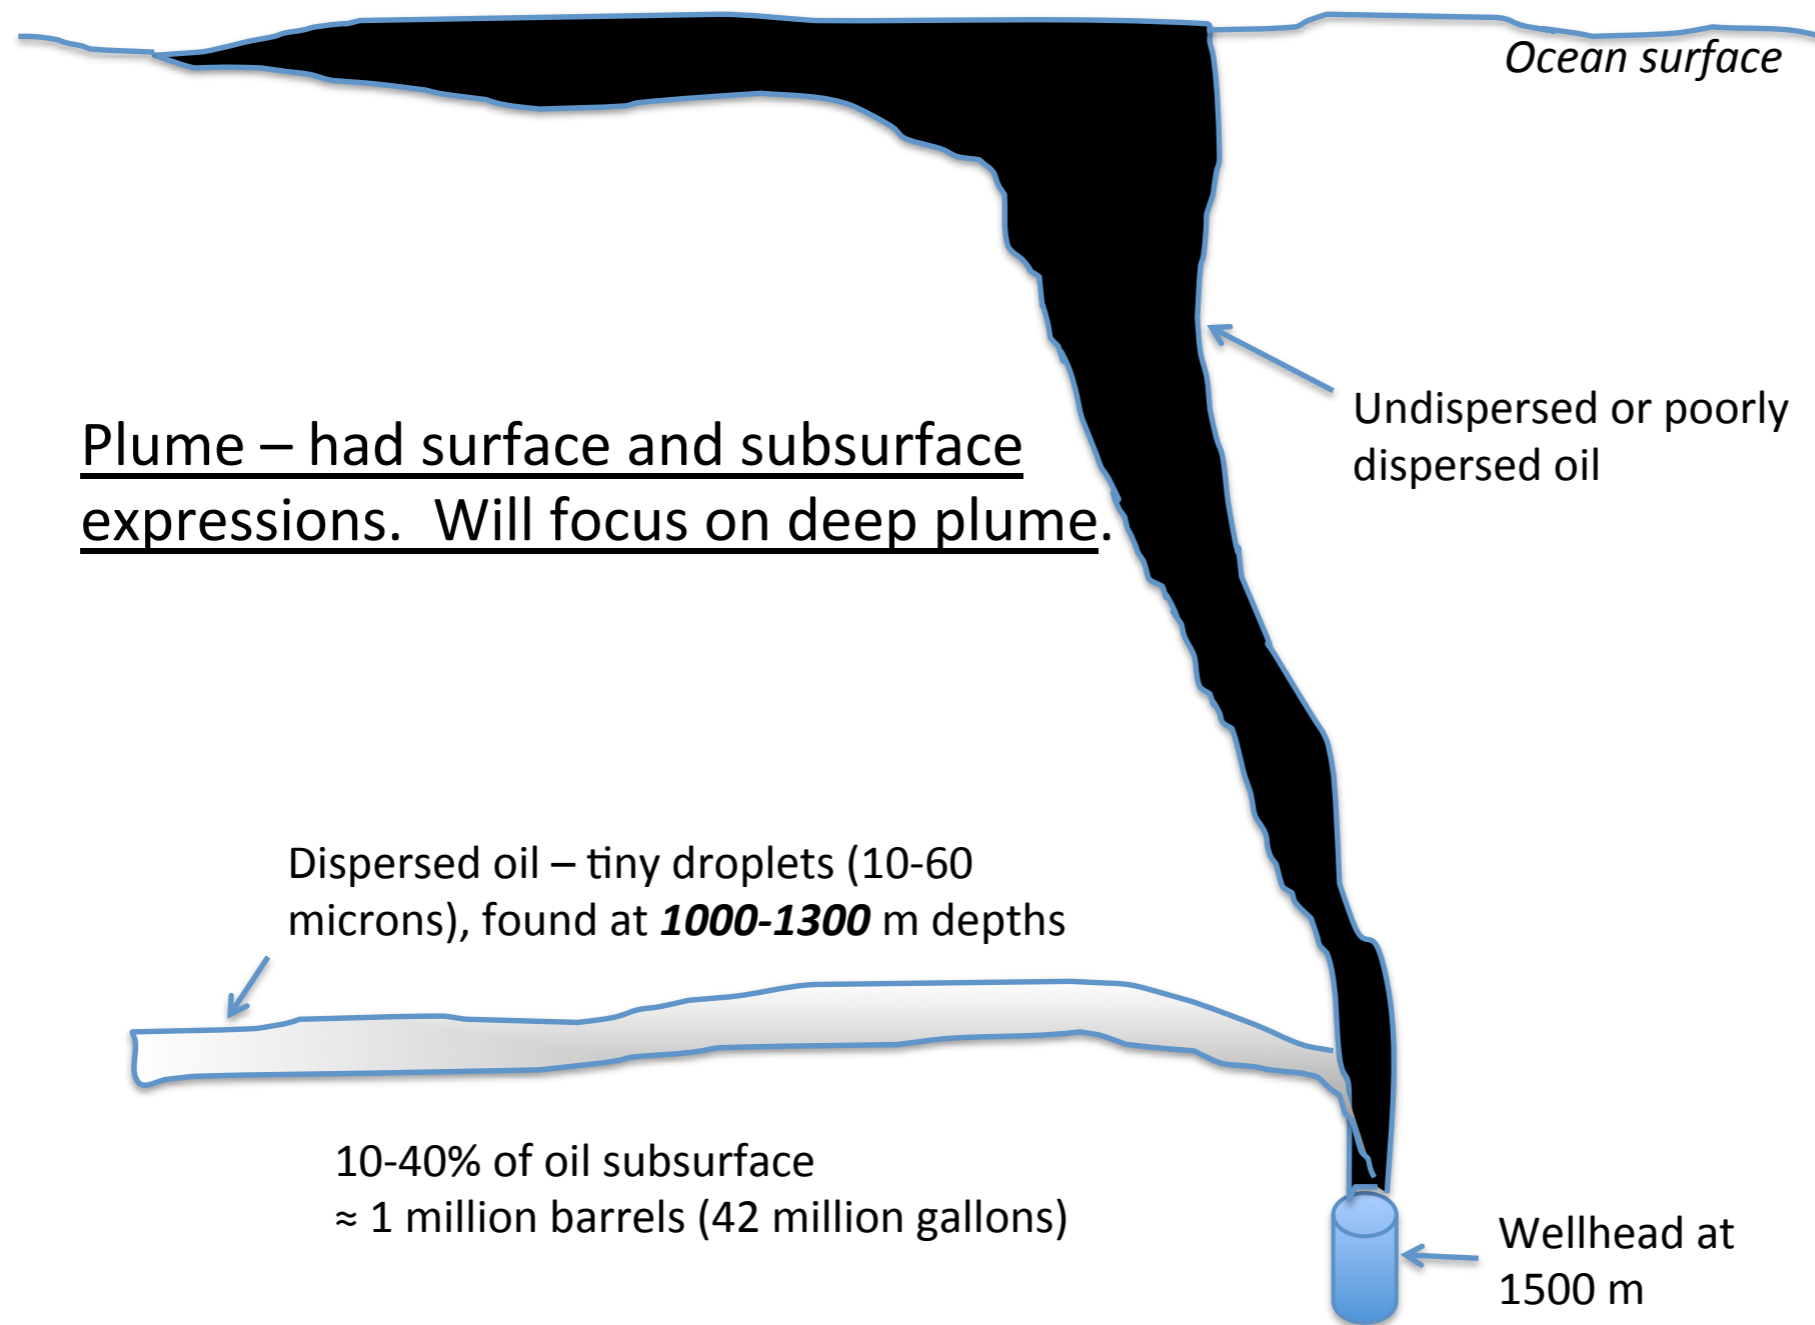 Ocean surface
Undispersed or poorly
dispersed oil
Plume – had surface and subsurface
expressions.  Will focus on deep plume.
Dispersed oil – tiny droplets (10-60
microns), found at 1000-1300 m depths
10-40% of oil subsurface
≈ 1 million barrels (42 million gallons)
Wellhead at
1500 m